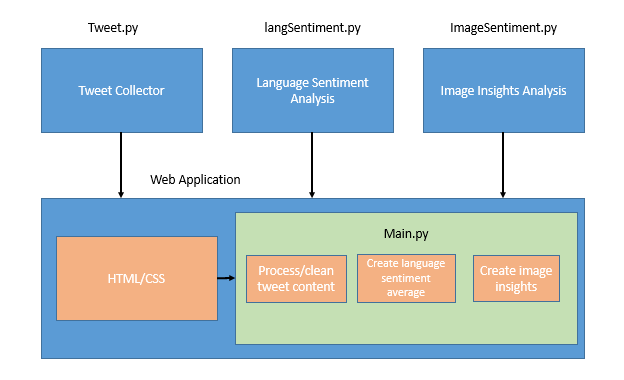 Tweet.py
langSentiment.py
ImageSentiment.py
Tweet Collector
Language Sentiment
Analysis
Image Insights Analysis
Web Application
Main.py
HTML/CSS
Process/clean
tweet content
Create language
sentiment
average
Create image
insights